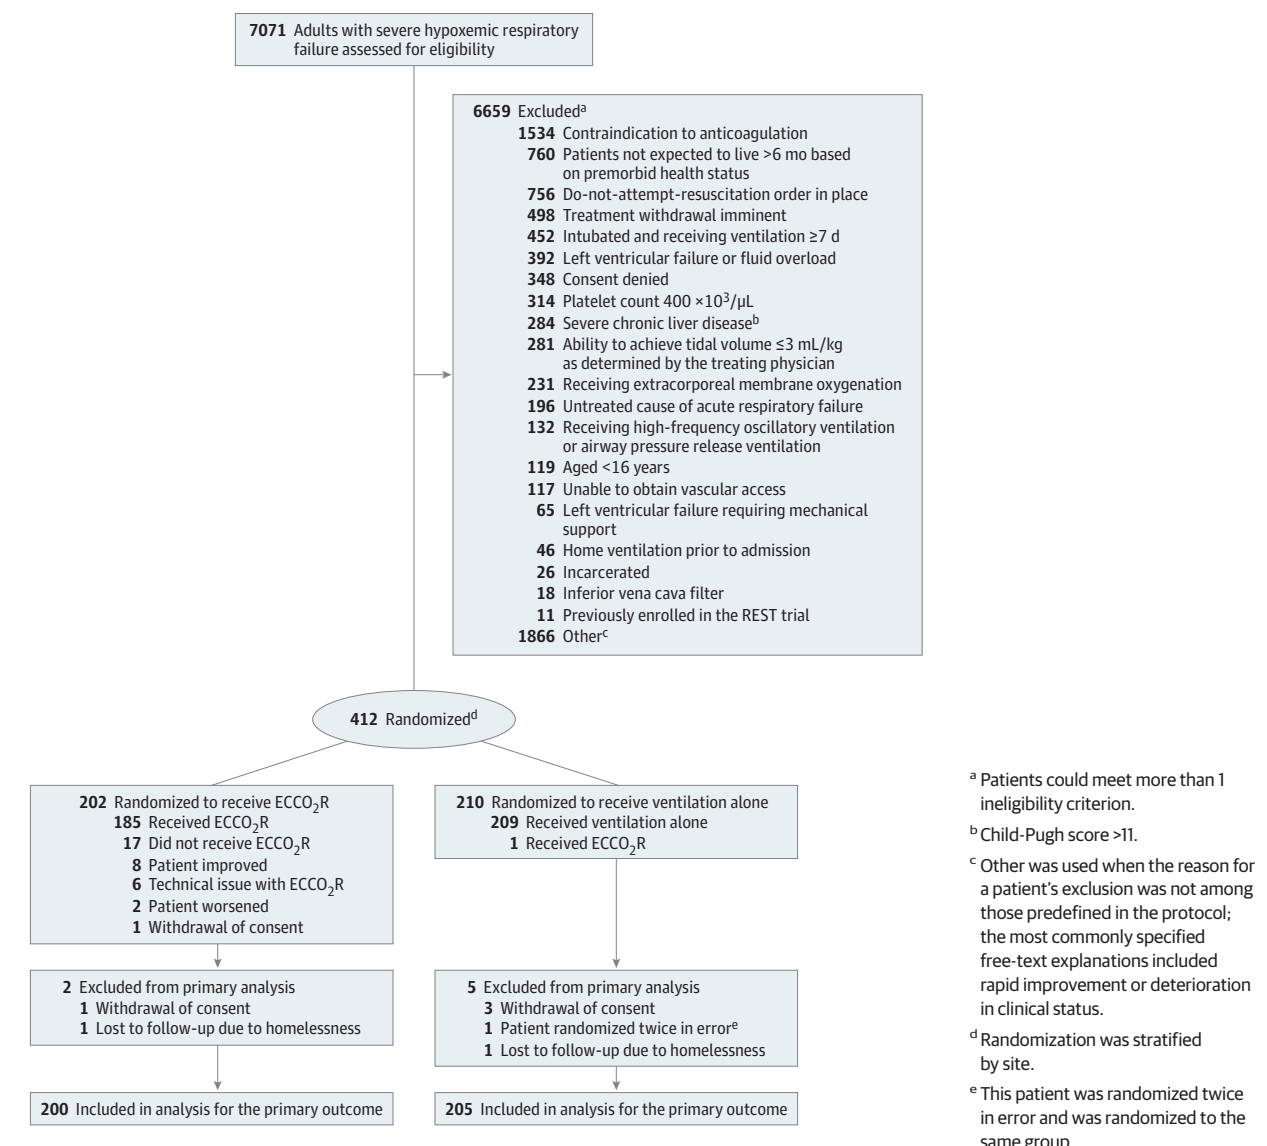 7071 Adults with severe hypoxemic respiratory
failure assessed for eligibility
6659 Excludedᵃ
1534 Contraindication to anticoagulation
760 Patients not expected to live >6 mo based
on premorbid health status
756 Do-not-attempt-resuscitation order in place
498 Treatment withdrawal imminent
452 Intubated and receiving ventilation ≥7 d
392 Left ventricular failure or fluid overload
348 Consent denied
314 Platelet count 400 ×10³/μL
284 Severe chronic liver diseaseᵇ
281 Ability to achieve tidal volume ≤3 mL/kg
as determined by the treating physician
231 Receiving extracorporeal membrane oxygenation
196 Untreated cause of acute respiratory failure
132 Receiving high-frequency oscillatory ventilation
or airway pressure release ventilation
119 Aged <16 years
117 Unable to obtain vascular access
65 Left ventricular failure requiring mechanical
support
46 Home ventilation prior to admission
26 Incarcerated
18 Inferior vena cava filter
11 Previously enrolled in the REST trial
1866 Otherᶜ
412 Randomizedᵈ
202 Randomized to receive ECCO₂R
185 Received ECCO₂R
17 Did not receive ECCO₂R
8 Patient improved
6 Technical issue with ECCO₂R
2 Patient worsened
1 Withdrawal of consent
210 Randomized to receive ventilation alone
209 Received ventilation alone
1 Received ECCO₂R
2 Excluded from primary analysis
1 Withdrawal of consent
1 Lost to follow-up due to homelessness
5 Excluded from primary analysis
3 Withdrawal of consent
1 Patient randomized twice in errorᵉ
1 Lost to follow-up due to homelessness
200 Included in analysis for the primary outcome
205 Included in analysis for the primary outcome
ᵃ Patients could meet more than 1
ineligibility criterion.
ᵇ Child-Pugh score >11.
ᶜ Other was used when the reason for
a patient's exclusion was not among
those predefined in the protocol;
the most commonly specified
free-text explanations included
rapid improvement or deterioration
in clinical status.
ᵈ Randomization was stratified
by site.
ᵉ This patient was randomized twice
in error and was randomized to the
same group.